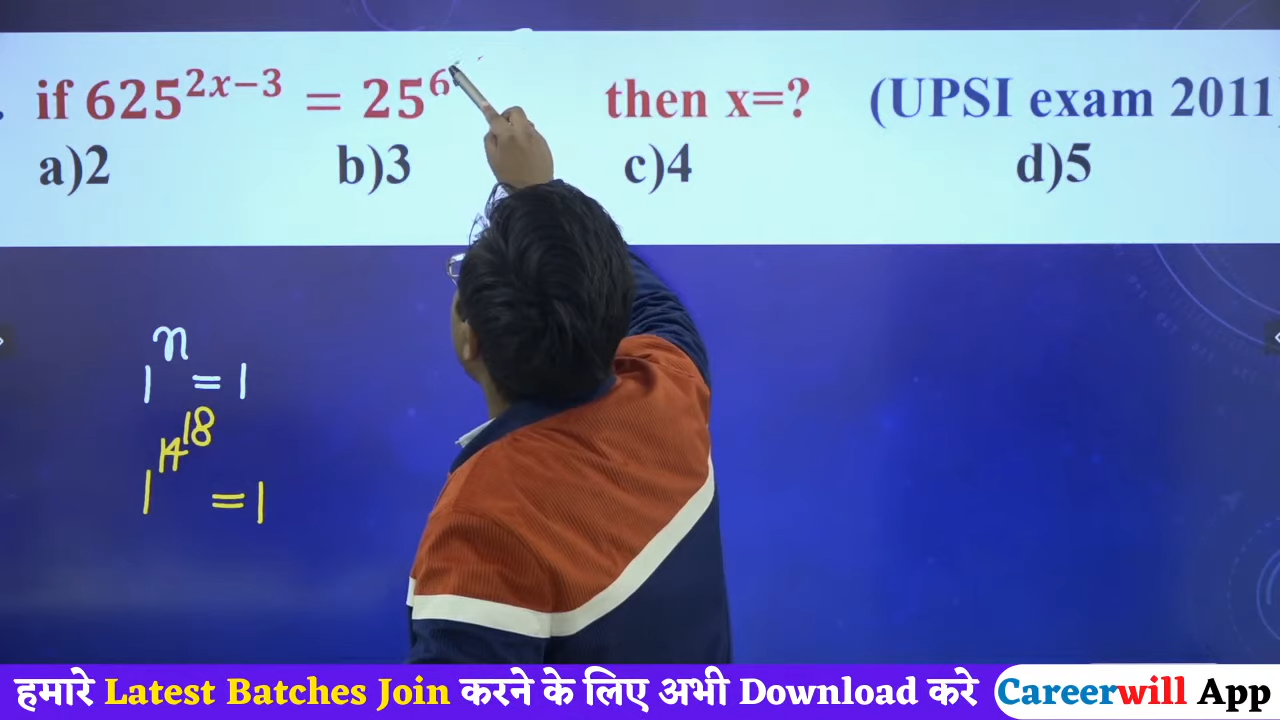 . if 625^{2x-3} = 25^{6 then x=? (UPSI exam 2011)
a)2 b)3 c)4 d)5
1^n = 1
1^{14^{18}} = 1
हमारे Latest Batches Join करने के लिए अभी Download करे Careerwill App